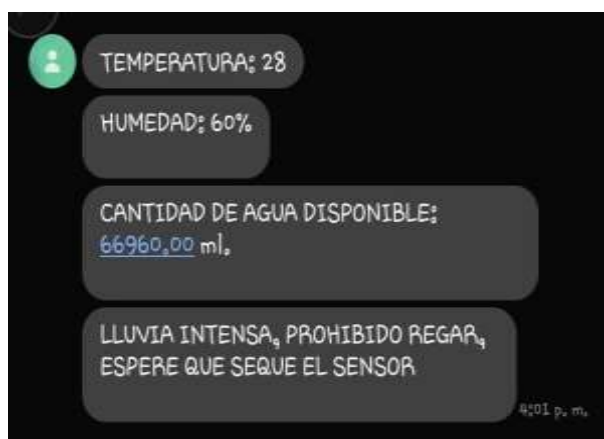 TEMPERATURA: 28
HUMEDAD: 60%
CANTIDAD DE AGUA DISPONIBLE:
66960.00 ml.
LLUVIA INTENSA, PROHIBIDO REGAR,
ESPERE QUE SEQUE EL SENSOR
4:01 p. m.